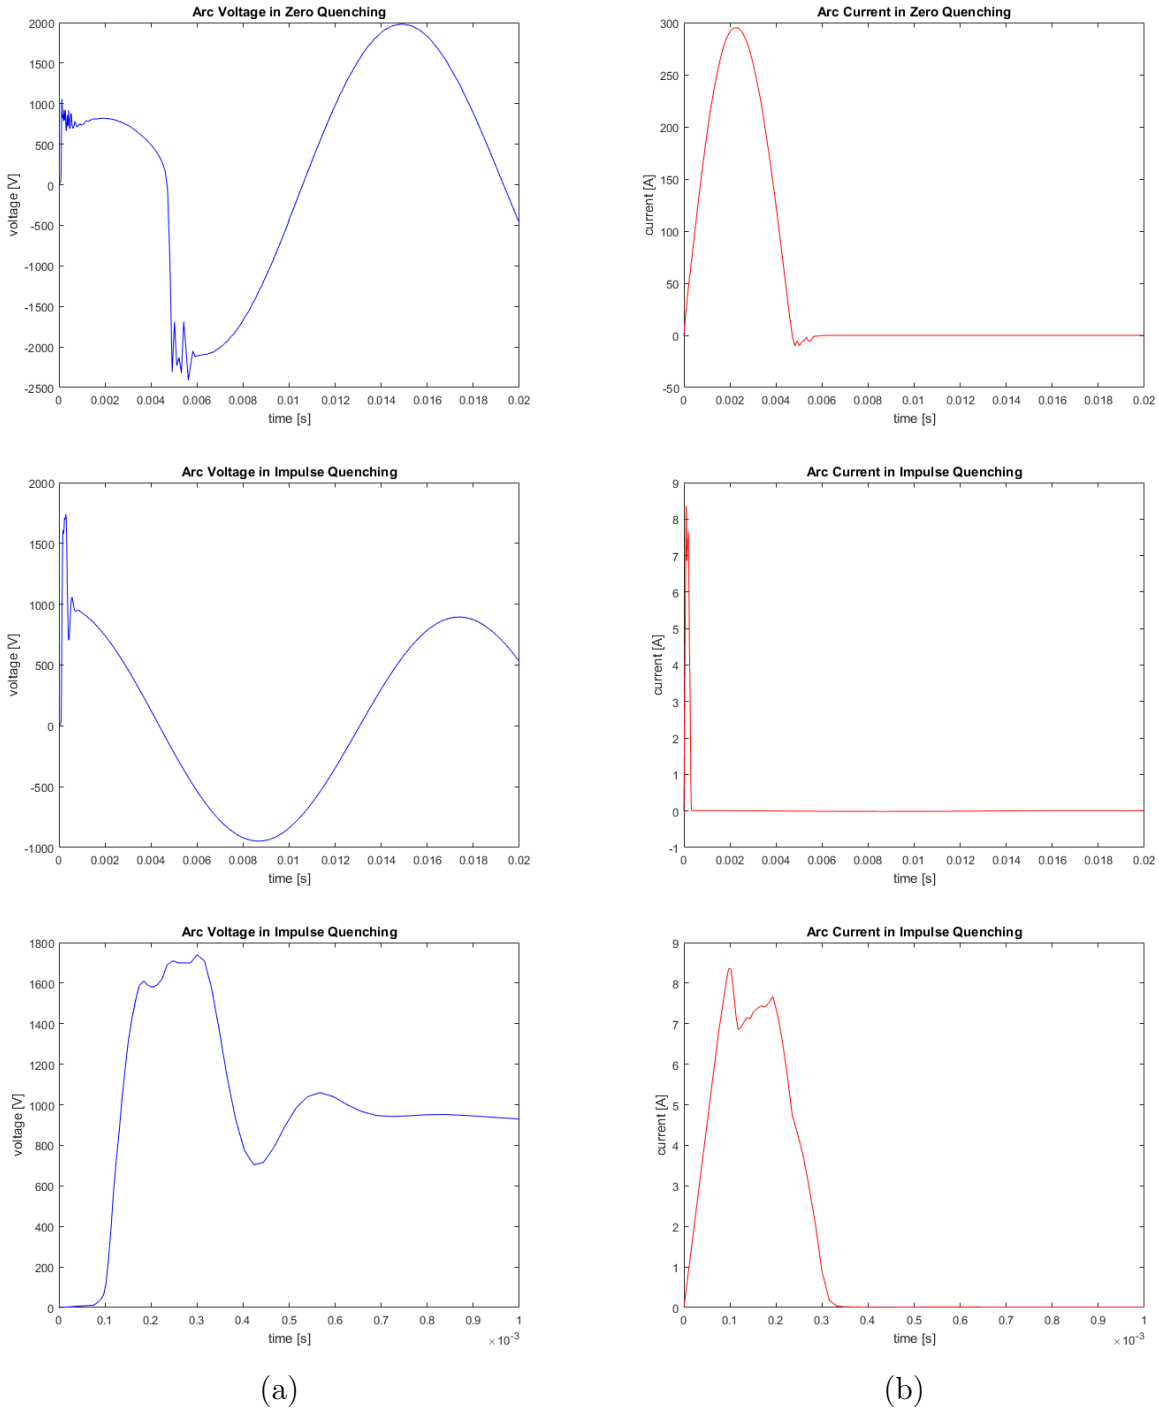 Arc Voltage in Zero Quenching
2000
1500
1000
500
0
-500
-1000
-1500
-2000
-2500
voltage [V]
0 0.002 0.004 0.006 0.008 0.01 0.012 0.014 0.016 0.018 0.02
time [s]
Arc Current in Zero Quenching
300
250
200
150
100
50
0
-50
current [A]
0 0.002 0.004 0.006 0.008 0.01 0.012 0.014 0.016 0.018 0.02
time [s]
Arc Voltage in Impulse Quenching
2000
1500
1000
500
0
-500
-1000
voltage [V]
0 0.002 0.004 0.006 0.008 0.01 0.012 0.014 0.016 0.018 0.02
time [s]
Arc Current in Impulse Quenching
9
8
7
6
5
4
3
2
1
0
-1
current [A]
0 0.002 0.004 0.006 0.008 0.01 0.012 0.014 0.016 0.018 0.02
time [s]
Arc Voltage in Impulse Quenching
1800
1600
1400
1200
1000
800
600
400
200
0
voltage [V]
0 0.1 0.2 0.3 0.4 0.5 0.6 0.7 0.8 0.9 1
time [s]
×10⁻³
Arc Current in Impulse Quenching
9
8
7
6
5
4
3
2
1
0
current [A]
0 0.1 0.2 0.3 0.4 0.5 0.6 0.7 0.8 0.9 1
time [s]
×10⁻³
(a)
(b)